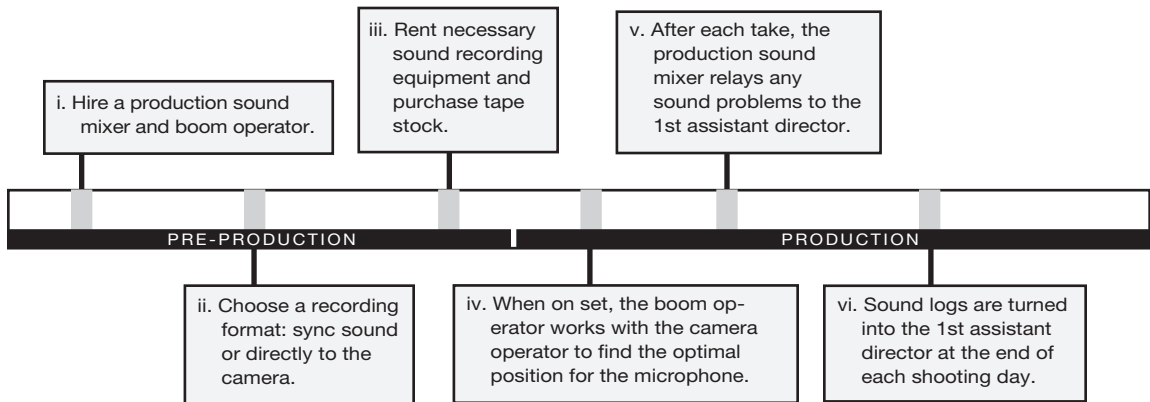 i. Hire a production sound
mixer and boom operator.
iii. Rent necessary
sound recording
equipment and
purchase tape
stock.
v. After each take, the
production sound
mixer relays any
sound problems to the
1st assistant director.
PRE-PRODUCTION
PRODUCTION
ii. Choose a recording
format: sync sound
or directly to the
camera.
iv. When on set, the boom op-
erator works with the camera
operator to find the optimal
position for the microphone.
vi. Sound logs are turned
into the 1st assistant
director at the end of
each shooting day.